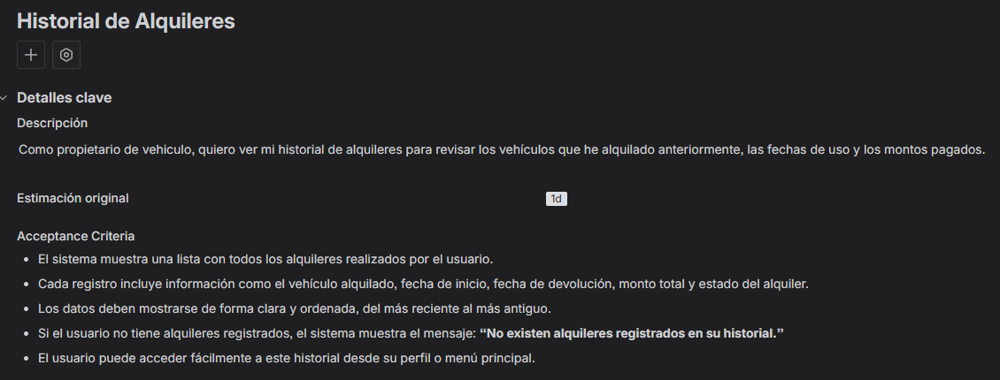 Historial de Alquileres
Detalles clave
Descripción
Como propietario de vehiculo, quiero ver mi historial de alquileres para revisar los vehículos que he alquilado anteriormente, las fechas de uso y los montos pagados.
Estimación original 1d
Acceptance Criteria
• El sistema muestra una lista con todos los alquileres realizados por el usuario.
• Cada registro incluye información como el vehículo alquilado, fecha de inicio, fecha de devolución, monto total y estado del alquiler.
• Los datos deben mostrarse de forma clara y ordenada, del más reciente al más antiguo.
• Si el usuario no tiene alquileres registrados, el sistema muestra el mensaje: “No existen alquileres registrados en su historial.”
• El usuario puede acceder fácilmente a este historial desde su perfil o menú principal.